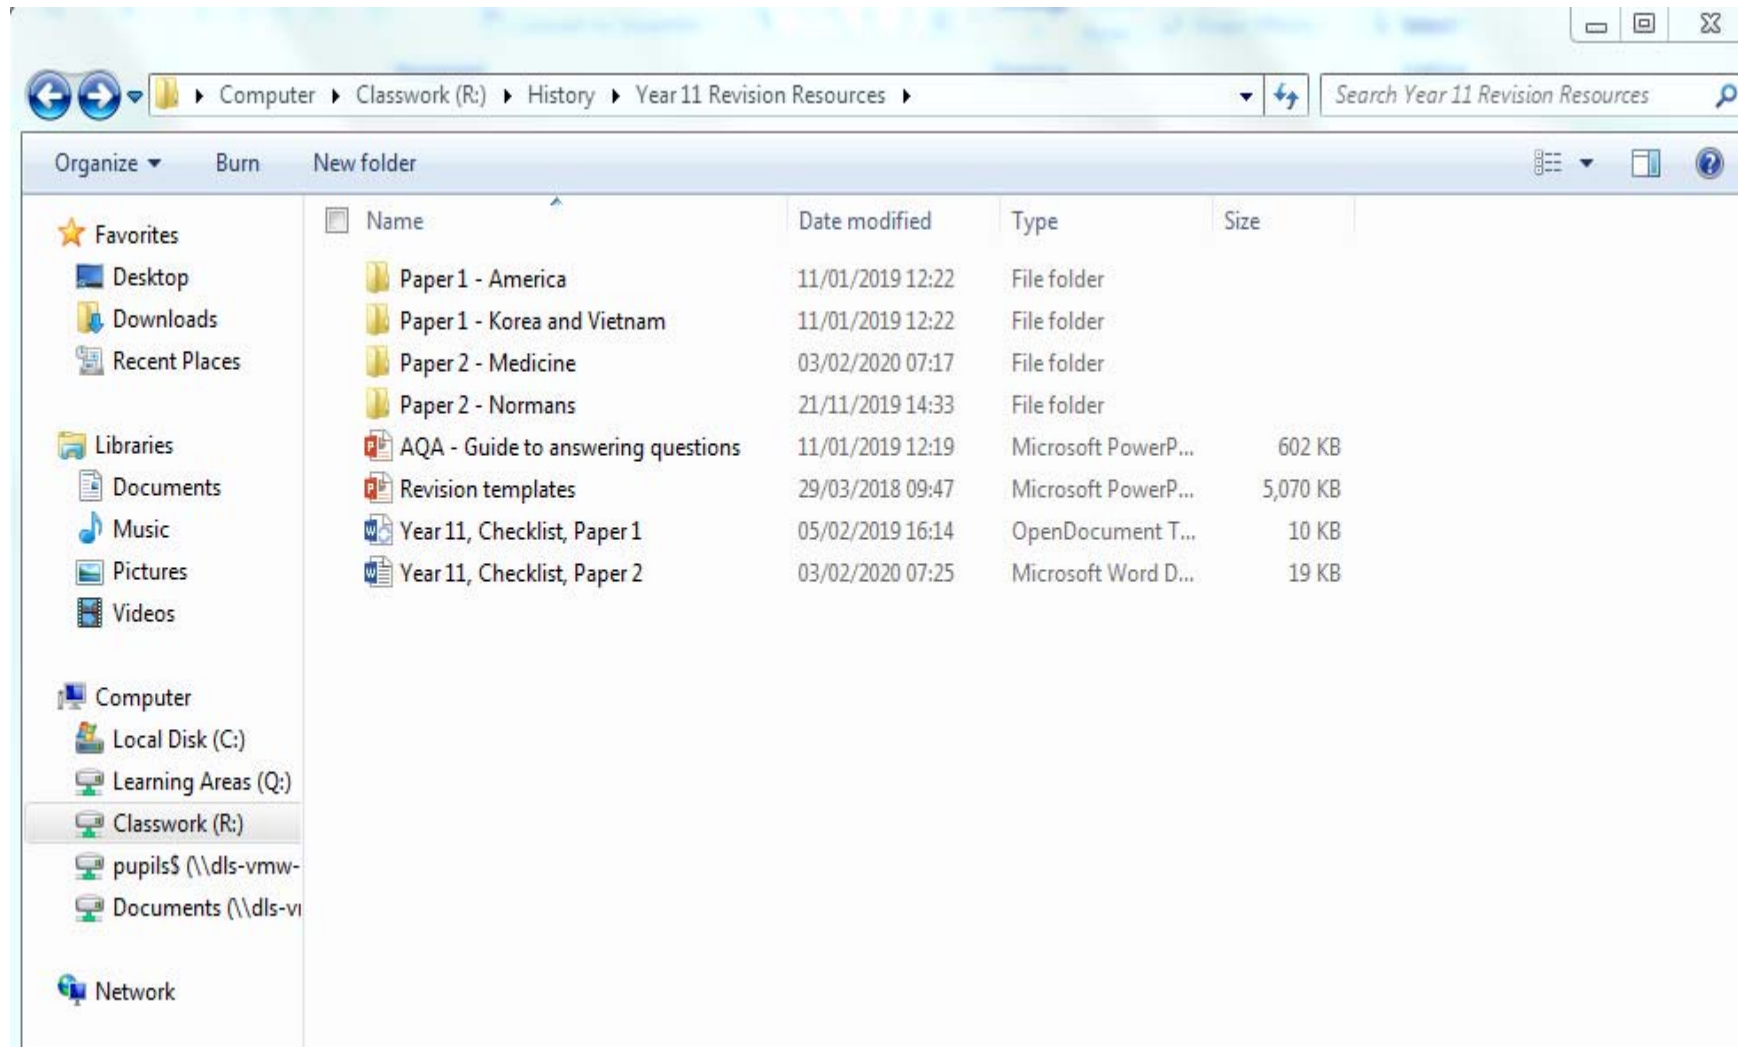 Computer Classwork (R:) History Year 11 Revision Resources Search Year 11 Revision Resources
Organize Burn New folder
Favorites
Desktop
Downloads
Recent Places
Libraries
Documents
Music
Pictures
Videos
Computer
Local Disk (C:)
Learning Areas (Q:)
Classwork (R:)
pupils$ (\\dls-vmw-
Documents (\\dls-v
Network
Name Date modified Type Size
Paper 1 - America 11/01/2019 12:22 File folder
Paper 1 - Korea and Vietnam 11/01/2019 12:22 File folder
Paper 2 - Medicine 03/02/2020 07:17 File folder
Paper 2 - Normans 21/11/2019 14:33 File folder
AQA - Guide to answering questions 11/01/2019 12:19 Microsoft PowerP... 602 KB
Revision templates 29/03/2018 09:47 Microsoft PowerP... 5,070 KB
Year 11, Checklist, Paper 1 05/02/2019 16:14 OpenDocument T... 10 KB
Year 11, Checklist, Paper 2 03/02/2020 07:25 Microsoft Word D... 19 KB